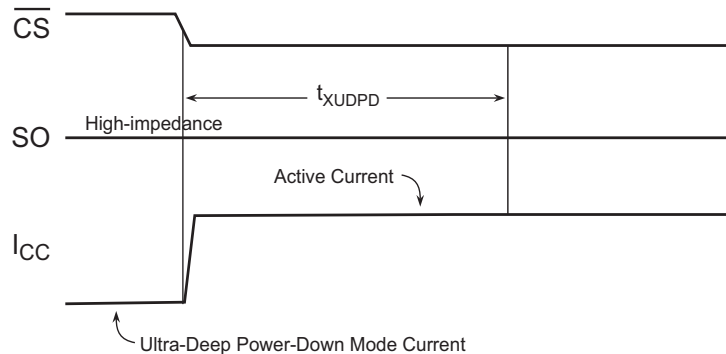 CS
tXUDPD
High-impedance
SO
Active Current
ICC
Ultra-Deep Power-Down Mode Current